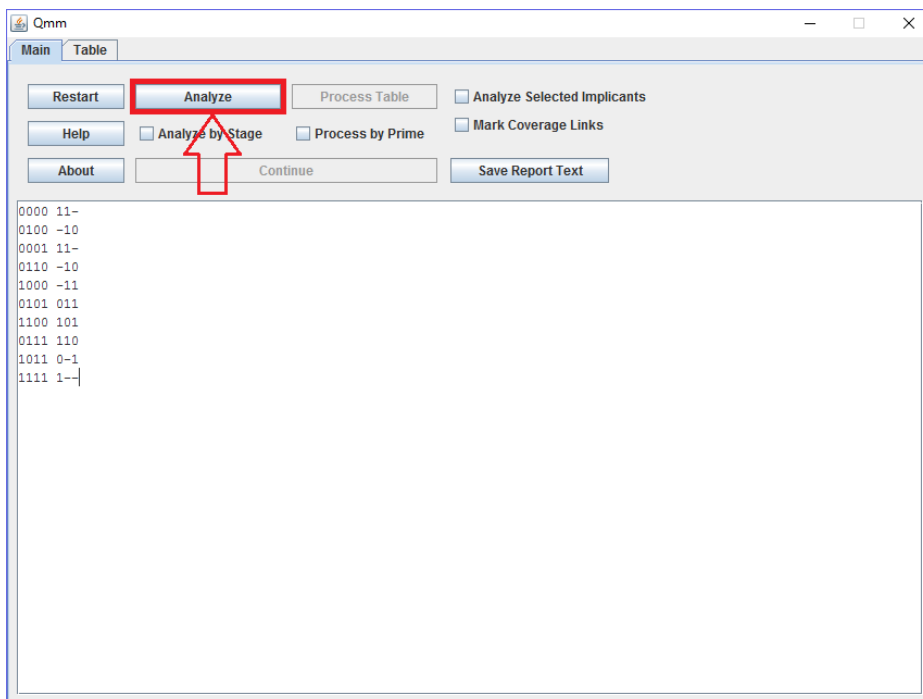 Qmm
Main Table
Restart Analyze Process Table Analyze Selected Implicants
Help Analyze by Stage Process by Prime Mark Coverage Links
About Continue Save Report Text
0000 11-
0100 -10
0001 11-
0110 -10
1000 -11
0101 011
1100 101
0111 110
1011 0-1
1111 1--